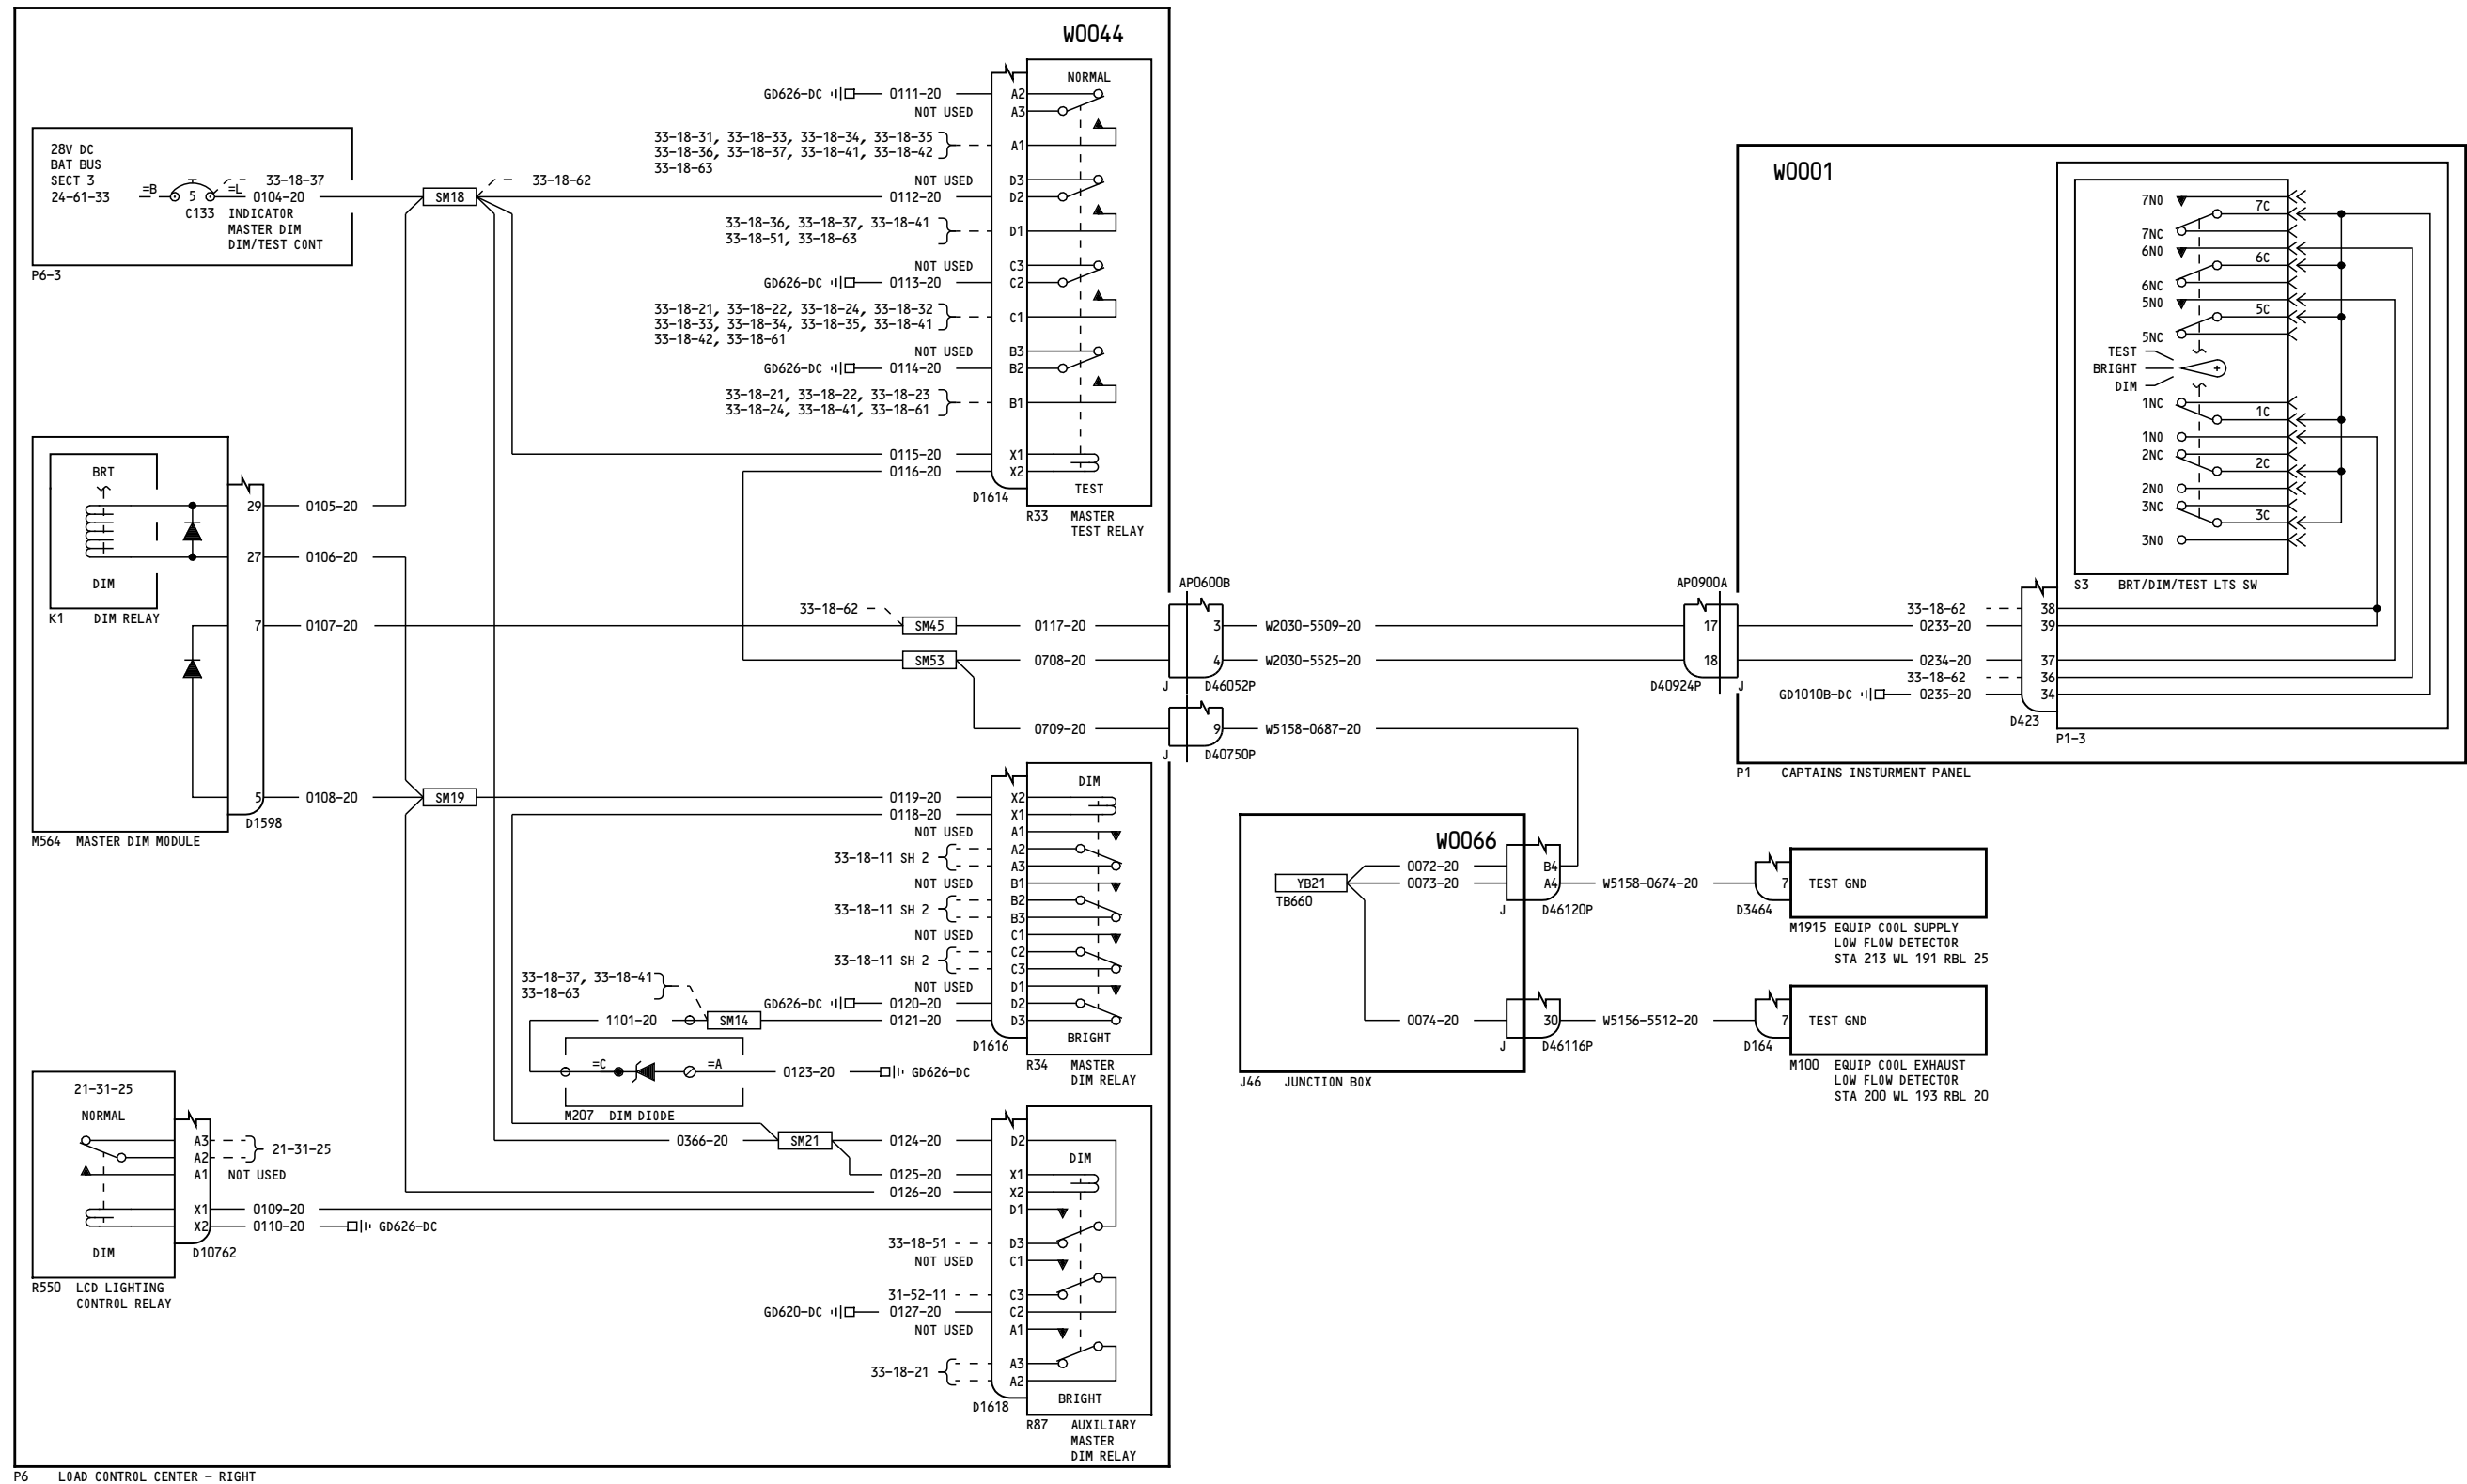 W0044
NORMAL
GD626-DC
0111-20
A2
NOT USED
A3
33-18-31, 33-18-33, 33-18-34, 33-18-35
33-18-36, 33-18-37, 33-18-41, 33-18-42
33-18-63
A1
NOT USED
D3
0112-20
D2
33-18-36, 33-18-37, 33-18-41
33-18-51, 33-18-63
D1
NOT USED
C3
GD626-DC
0113-20
C2
33-18-21, 33-18-22, 33-18-24, 33-18-32
33-18-33, 33-18-34, 33-18-35, 33-18-41
33-18-42, 33-18-61
C1
NOT USED
B3
GD626-DC
0114-20
B2
33-18-21, 33-18-22, 33-18-23
33-18-24, 33-18-41, 33-18-61
B1
0115-20
X1
0116-20
X2
TEST
D1614
R33 MASTER
TEST RELAY
28V DC
BAT BUS
SECT 3
24-61-33
=B
5
=L
33-18-37
0104-20
C133 INDICATOR
MASTER DIM
DIM/TEST CONT
P6-3
SM18
33-18-62
BRT
DIM
K1 DIM RELAY
29
0105-20
27
0106-20
7
0107-20
5
0108-20
D1598
M564 MASTER DIM MODULE
SM19
33-18-62
SM45
0117-20
SM53
0708-20
0709-20
AP0600B
3
4
J
D46052P
9
J
D40750P
W2030-5509-20
W2030-5525-20
W5158-0687-20
AP0900A
17
18
D40924P
J
W0001
7NO
7C
7NC
6NO
6C
6NC
5NO
5C
5NC
TEST
BRIGHT
DIM
1NC
1C
1NO
2NC
2C
2NO
3NC
3C
3NO
S3 BRT/DIM/TEST LTS SW
33-18-62
38
0233-20
39
0234-20
37
33-18-62
36
GD1010B-DC
0235-20
34
D423
P1-3
P1 CAPTAINS INSTURMENT PANEL
DIM
0119-20
X2
0118-20
X1
NOT USED
A1
33-18-11 SH 2
A2
A3
NOT USED
B1
33-18-11 SH 2
B2
B3
NOT USED
C1
33-18-11 SH 2
C2
C3
NOT USED
D1
GD626-DC
0120-20
D2
0121-20
D3
BRIGHT
D1616
R34 MASTER
DIM RELAY
33-18-37, 33-18-41
33-18-63
1101-20
SM14
=C
=A
0123-20
GD626-DC
M207 DIM DIODE
W0066
YB21
TB660
0072-20
B4
0073-20
A4
J
D46120P
W5158-0674-20
7
TEST GND
D3464
M1915 EQUIP COOL SUPPLY
LOW FLOW DETECTOR
STA 213 WL 191 RBL 25
0074-20
30
J
D46116P
W5156-5512-20
7
TEST GND
D164
M100 EQUIP COOL EXHAUST
LOW FLOW DETECTOR
STA 200 WL 193 RBL 20
J46 JUNCTION BOX
21-31-25
NORMAL
A3
A2
21-31-25
A1
NOT USED
X1
0109-20
X2
0110-20
GD626-DC
DIM
D10762
R550 LCD LIGHTING
CONTROL RELAY
0366-20
SM21
0124-20
D2
DIM
0125-20
X1
0126-20
X2
D1
33-18-51
D3
NOT USED
C1
31-52-11
C3
GD620-DC
0127-20
C2
NOT USED
A1
33-18-21
A3
A2
BRIGHT
D1618
R87 AUXILIARY
MASTER
DIM RELAY
P6 LOAD CONTROL CENTER - RIGHT